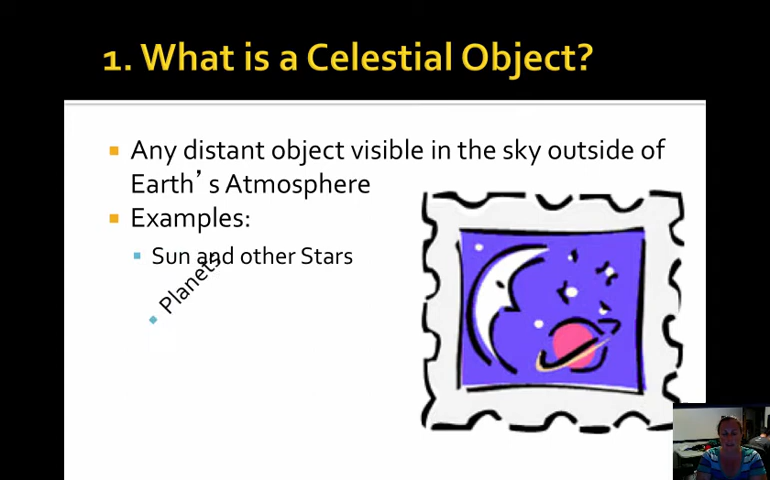 1. What is a Celestial Object?
Any distant object visible in the sky outside of
Earth’s Atmosphere
Examples:
Sun and other Stars
Planets